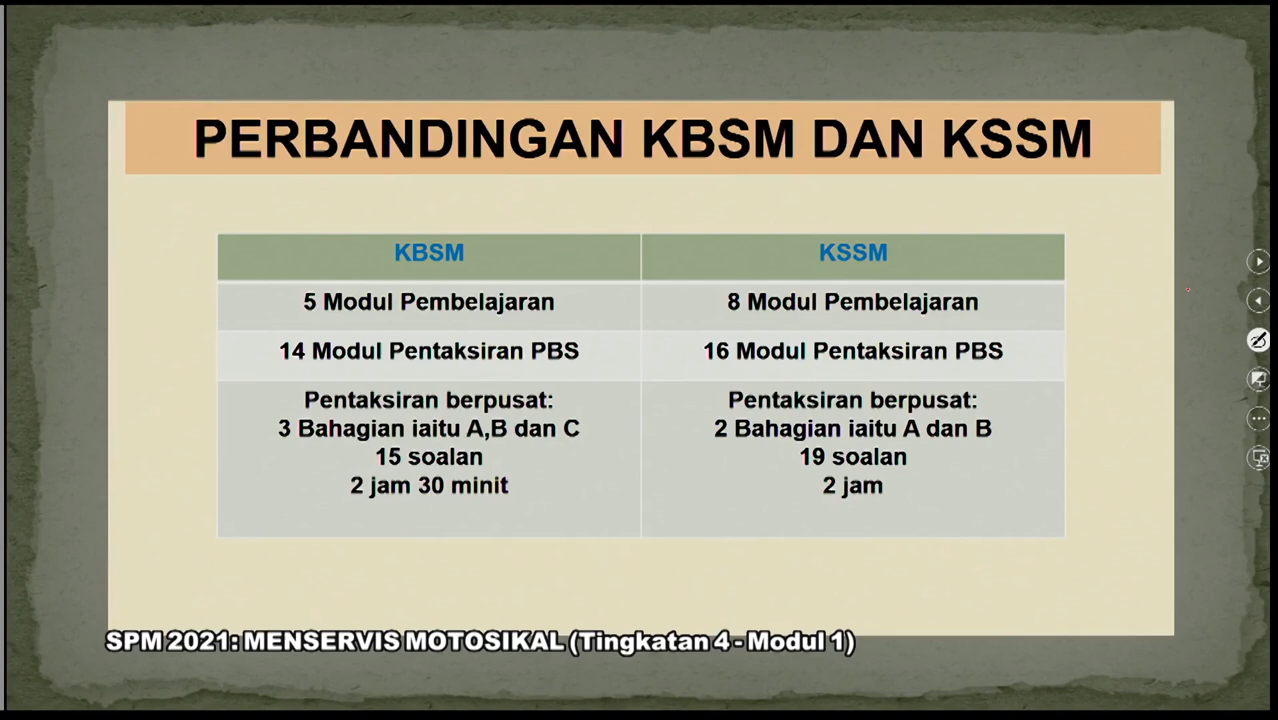 PERBANDINGAN KBSM DAN KSSM
KBSM
KSSM
5 Modul Pembelajaran
8 Modul Pembelajaran
14 Modul Pentaksiran PBS
16 Modul Pentaksiran PBS
Pentaksiran berpusat:
3 Bahagian iaitu A,B dan C
15 soalan
2 jam 30 minit
Pentaksiran berpusat:
2 Bahagian iaitu A dan B
19 soalan
2 jam
SPM 2021: MENSERVIS MOTOSIKAL (Tingkatan 4 - Modul 1)